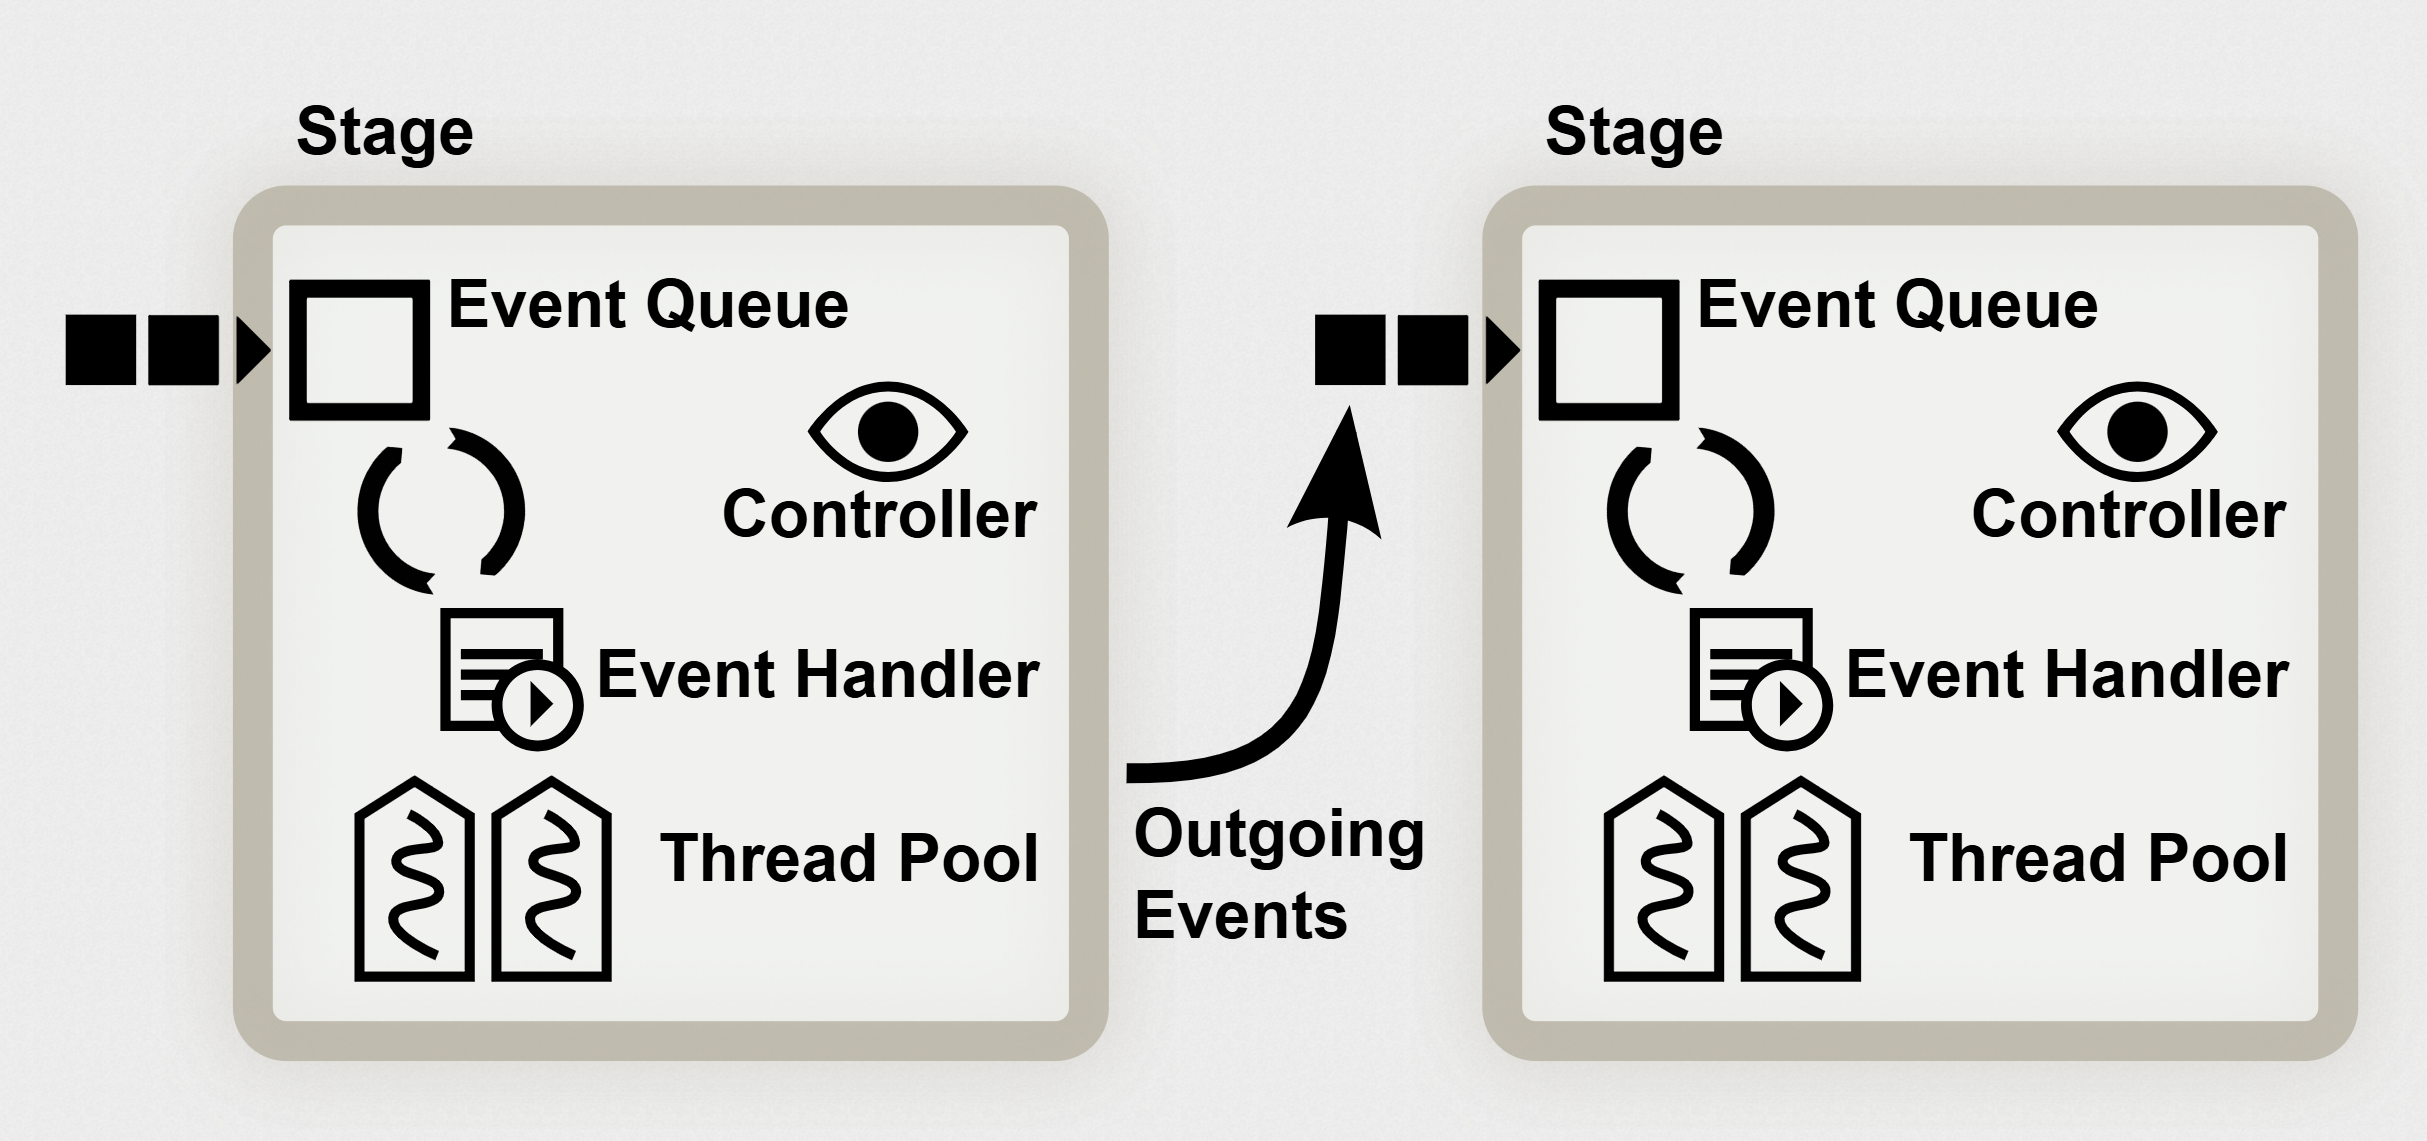 Stage
Event Queue
Controller
Event Handler
Thread Pool
Outgoing
Events
Stage
Event Queue
Controller
Event Handler
Thread Pool